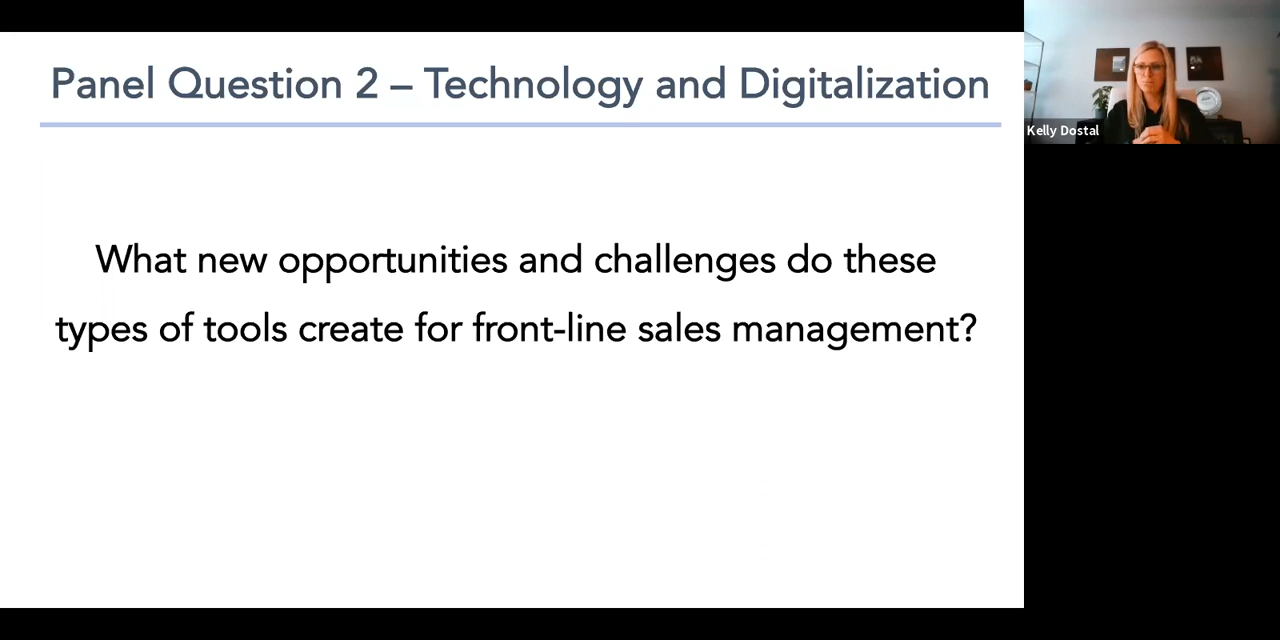 Panel Question 2 – Technology and Digitalization
Kelly Dostal
What new opportunities and challenges do these
types of tools create for front-line sales management?